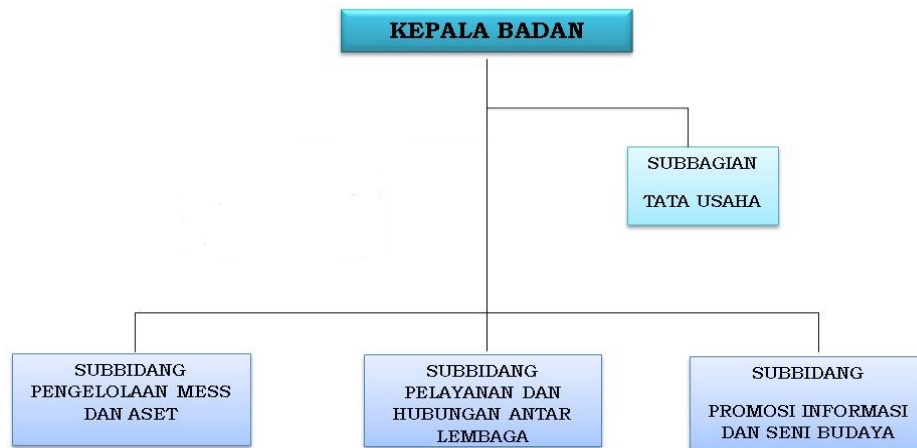 KEPALA BADAN
SUBBAGIAN
TATA USAHA
SUBBIDANG
PENGELOLAAN MESS
DAN ASET
SUBBIDANG
PELAYANAN DAN
HUBUNGAN ANTAR
LEMBAGA
SUBBIDANG
PROMOSI INFORMASI
DAN SENI BUDAYA